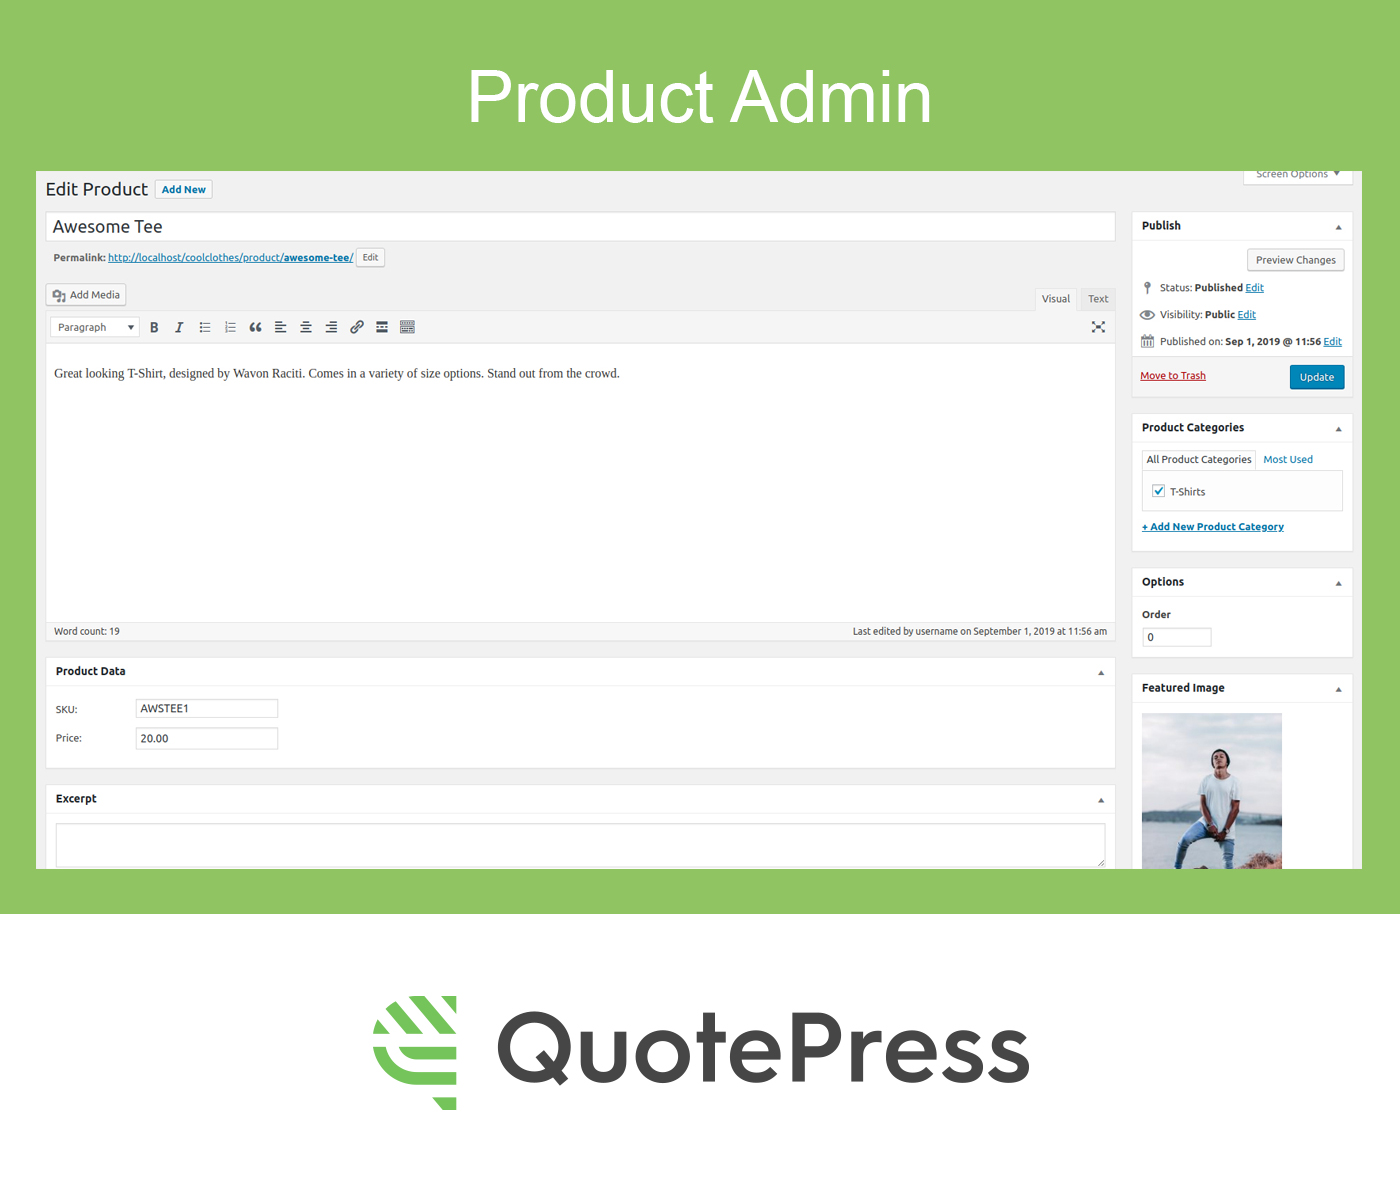 Product Admin
Edit Product Add New
Screen Options
Awesome Tee
Permalink: http://localhost/coolclothes/product/awesome-tee/ Edit
Add Media
Visual Text
Paragraph
Great looking T-Shirt, designed by Wavon Raciti. Comes in a variety of size options. Stand out from the crowd.
Word count: 19
Last edited by username on September 1, 2019 at 11:56 am
Product Data
SKU: AWSTEE1
Price: 20.00
Excerpt
Publish
Preview Changes
Status: Published Edit
Visibility: Public Edit
Published on: Sep 1, 2019 @ 11:56 Edit
Move to Trash Update
Product Categories
All Product Categories Most Used
T-Shirts
+ Add New Product Category
Options
Order
0
Featured Image
QuotePress